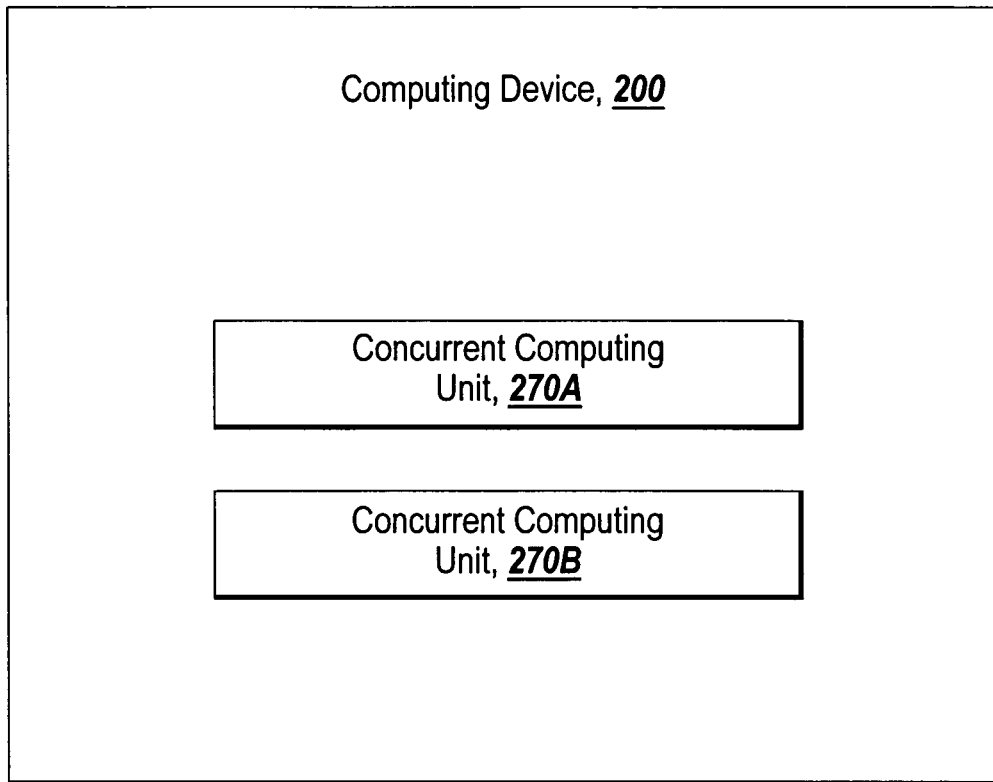 Computing Device, 200
Concurrent Computing
Unit, 270A
Concurrent Computing
Unit, 270B